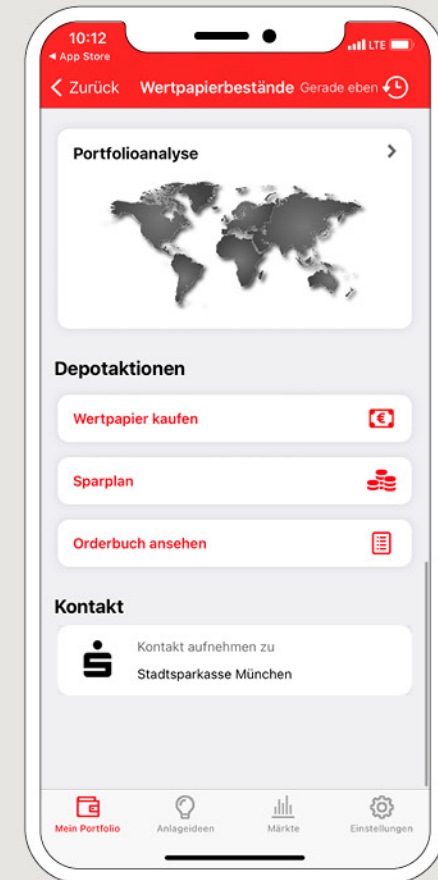 10:12
App Store
LTE
Zurück Wertpapierbestände Gerade eben
Portfolioanalyse
Depotaktionen
Wertpapier kaufen
Sparplan
Orderbuch ansehen
Kontakt
Kontakt aufnehmen zu
Stadtsparkasse München
Mein Portfolio Anlageideen Märkte Einstellungen